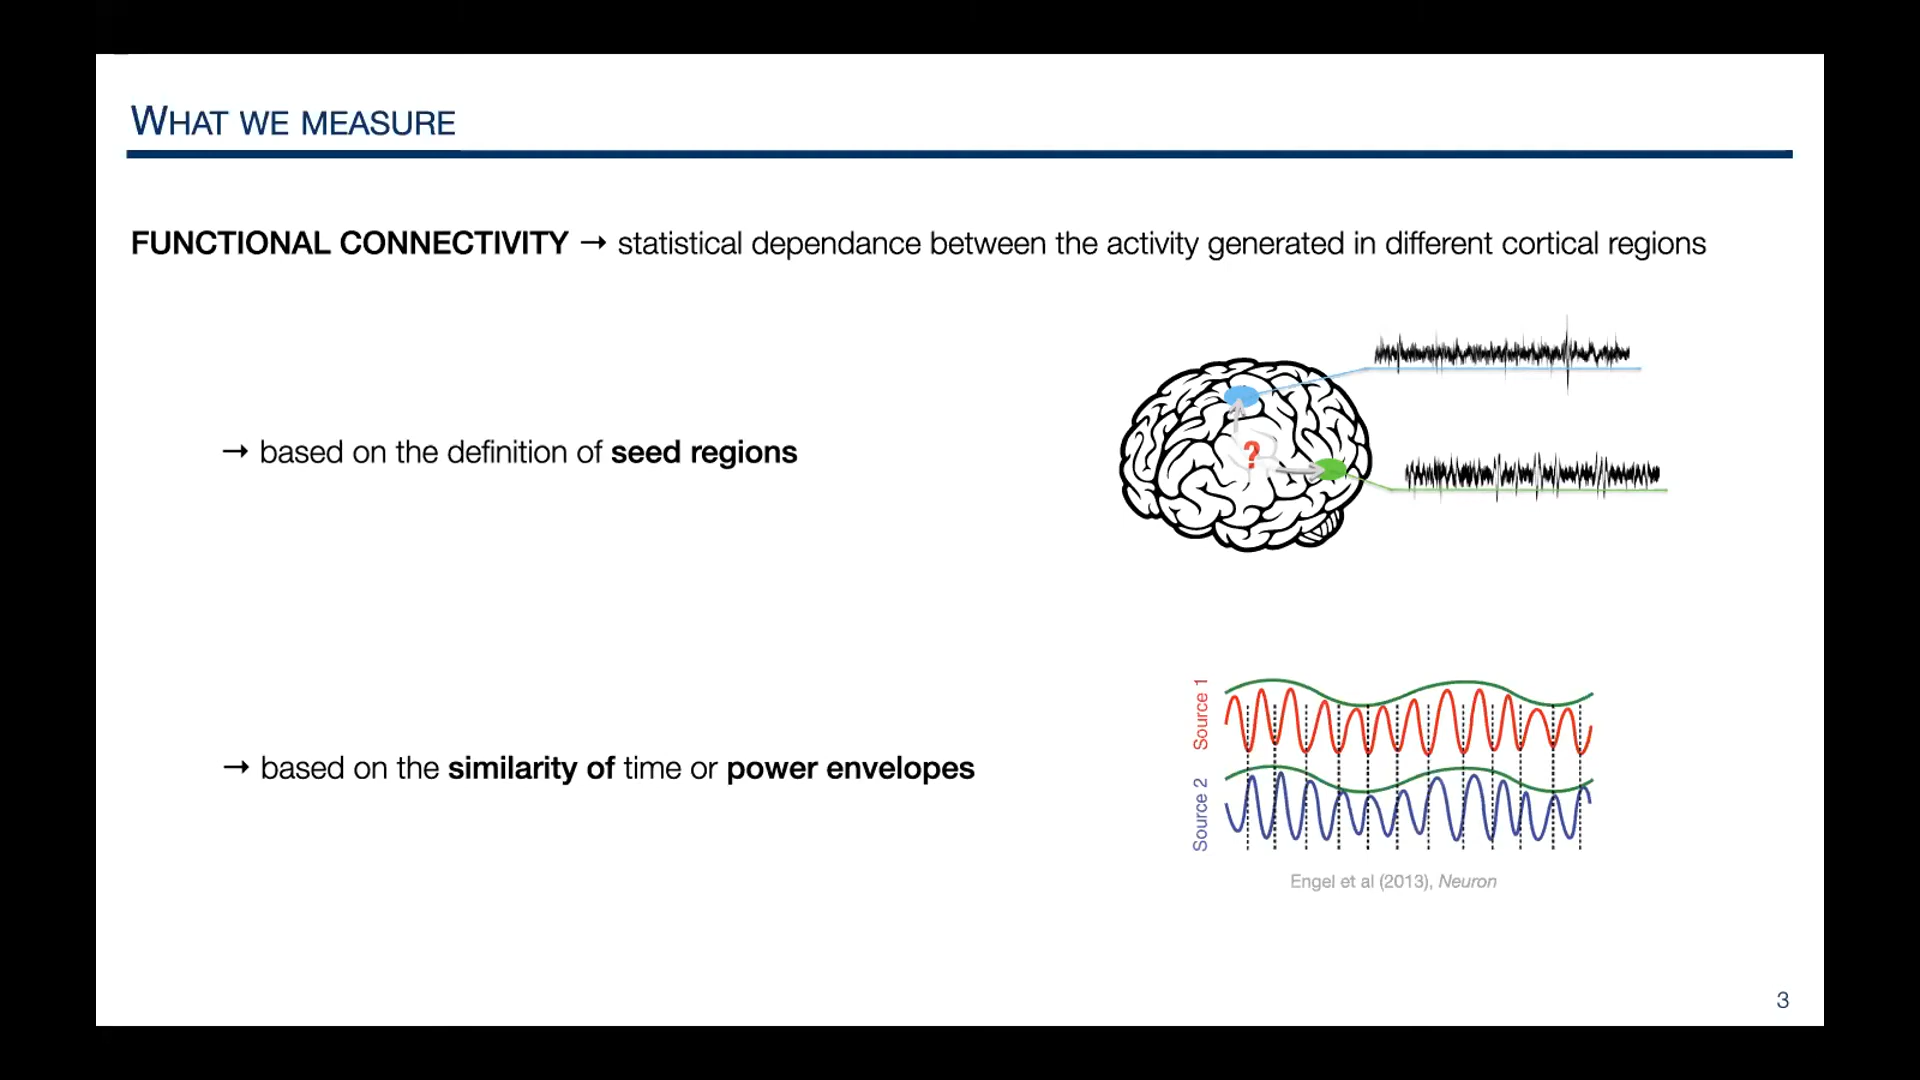 WHAT WE MEASURE
FUNCTIONAL CONNECTIVITY → statistical dependance between the activity generated in different cortical regions
→ based on the definition of seed regions
?
→ based on the similarity of time or power envelopes
Source 1
Source 2
Engel et al (2013), Neuron
3